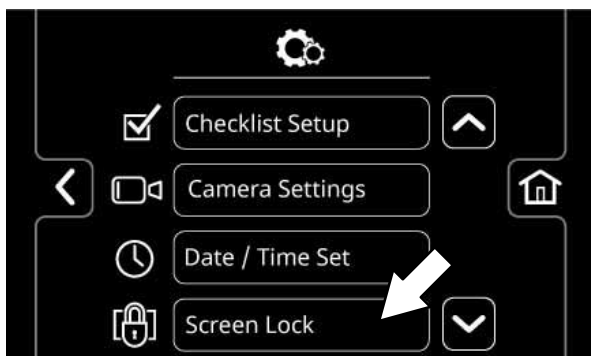 Checklist Setup
Camera Settings
Date / Time Set
Screen Lock